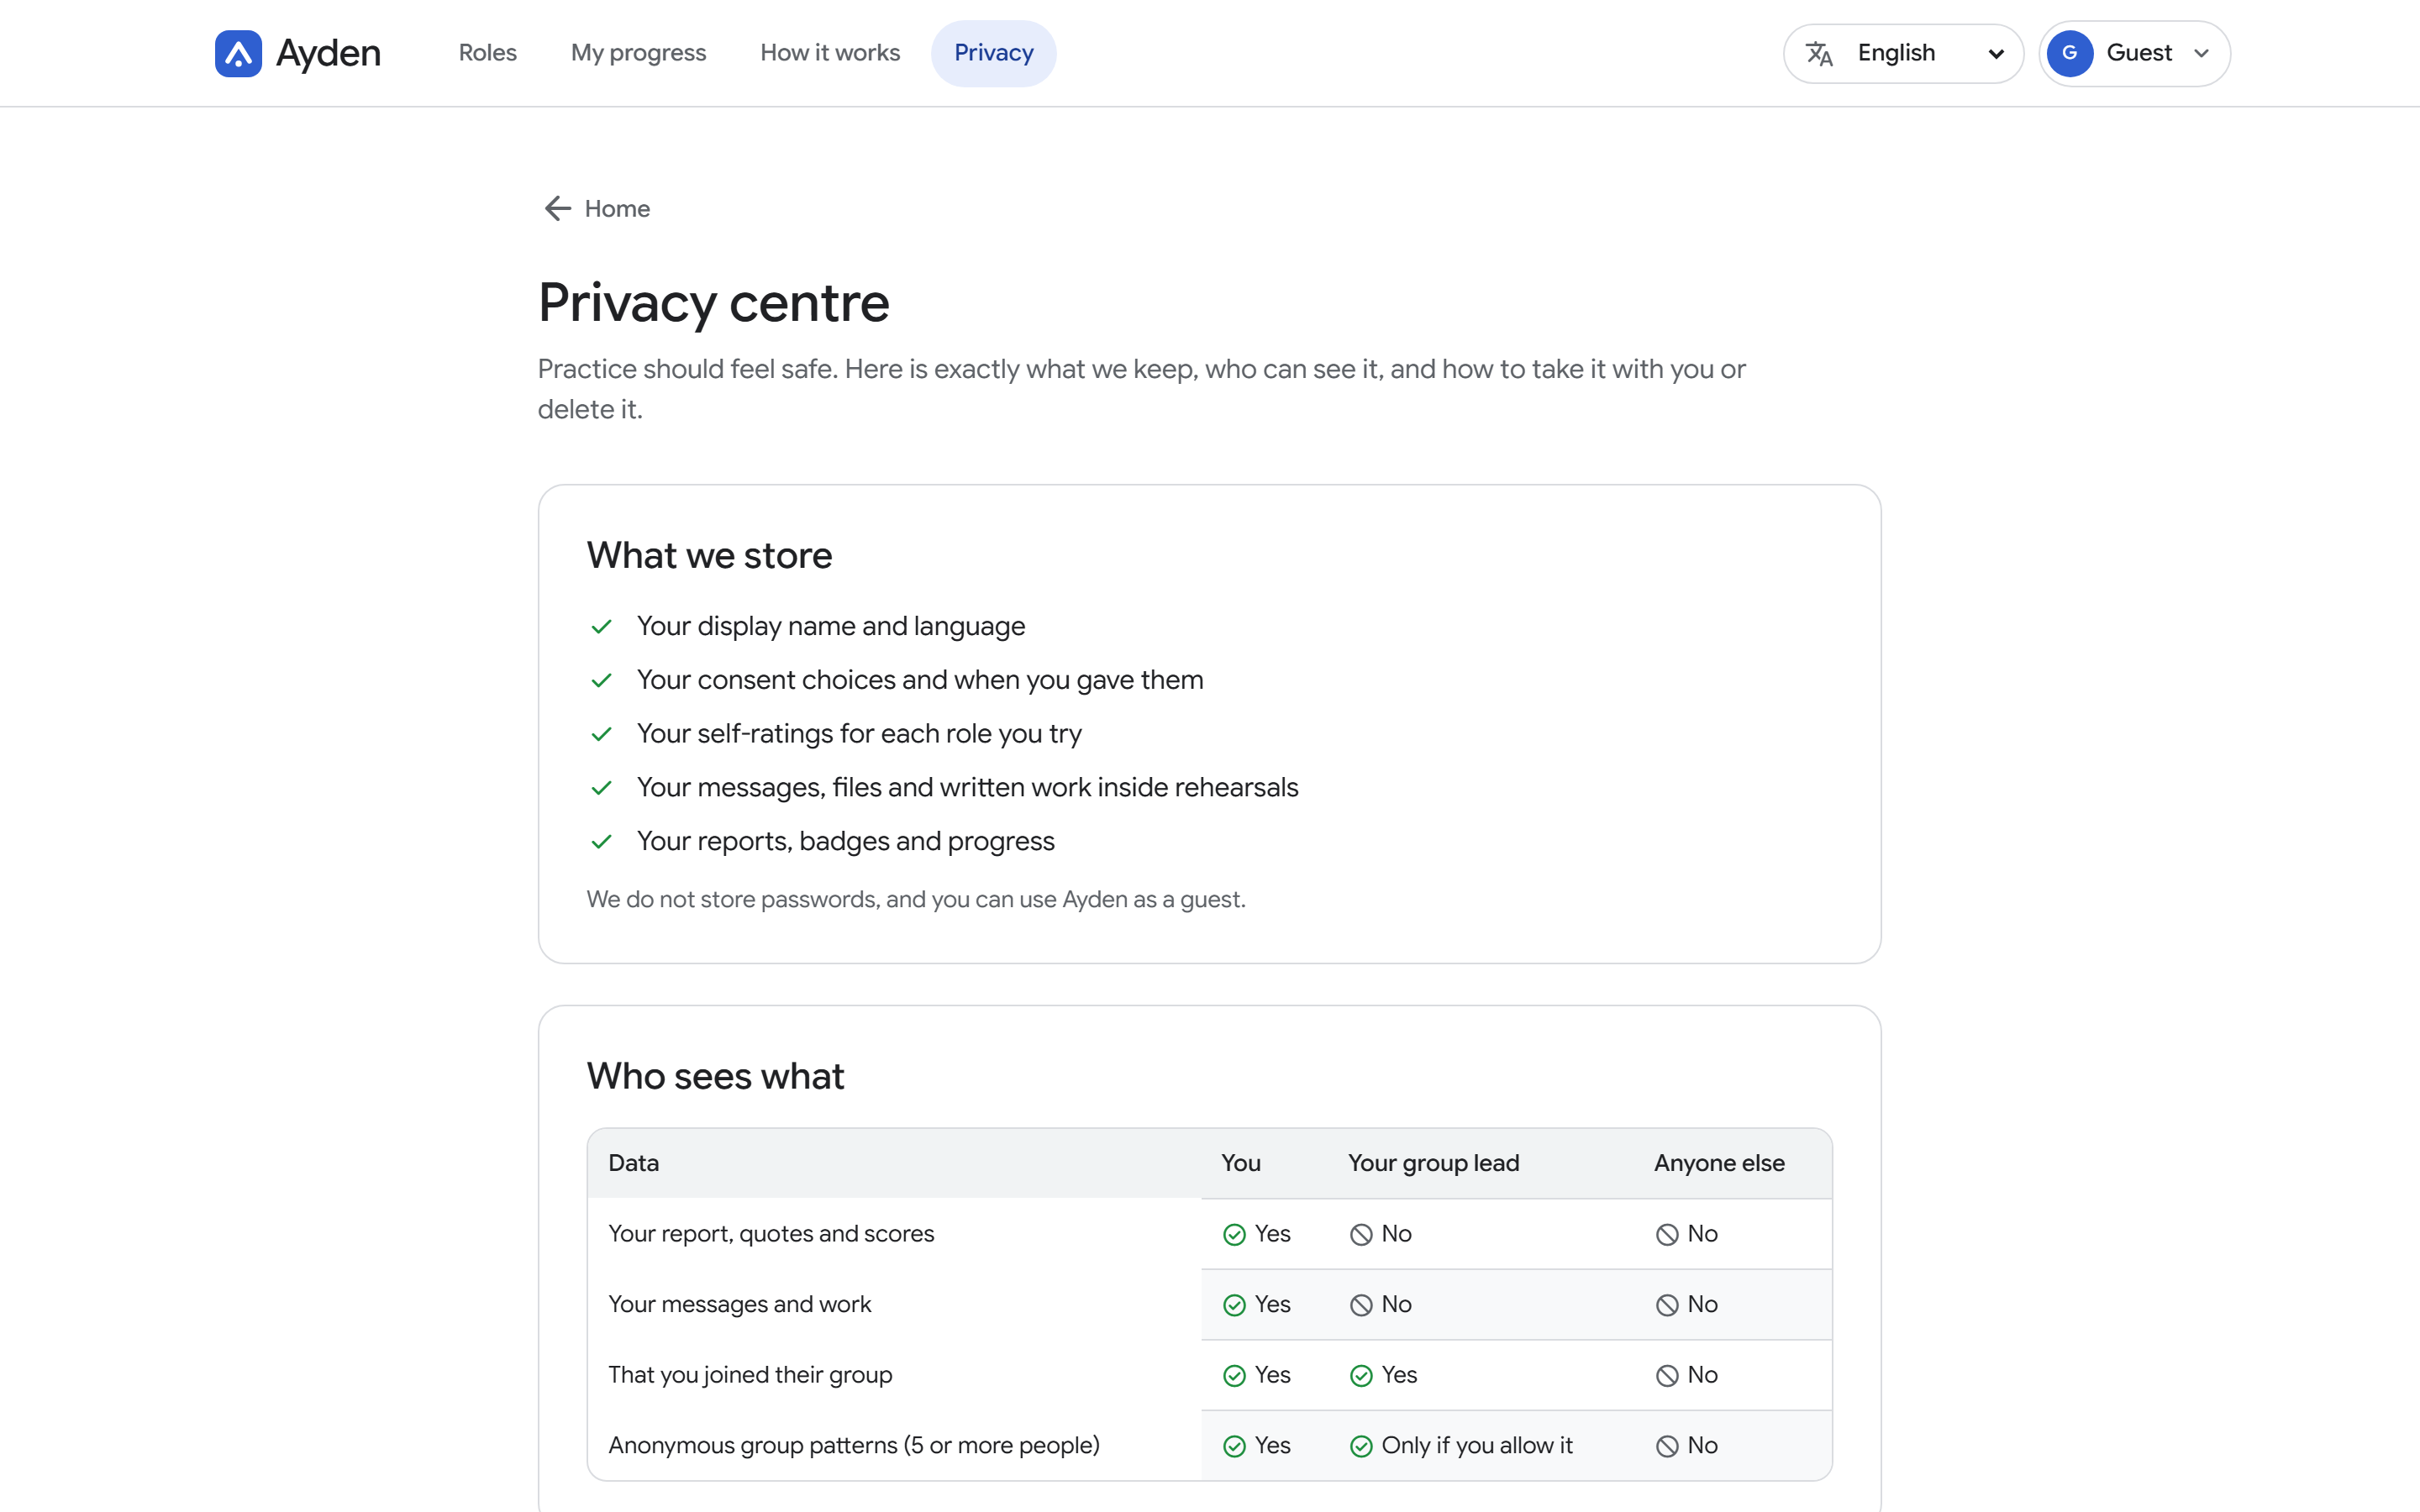 Ayden
Roles
My progress
How it works
Privacy
English
G
Guest
Home
Privacy centre
Practice should feel safe. Here is exactly what we keep, who can see it, and how to take it with you or
delete it.
What we store
Your display name and language
Your consent choices and when you gave them
Your self-ratings for each role you try
Your messages, files and written work inside rehearsals
Your reports, badges and progress
We do not store passwords, and you can use Ayden as a guest.
Who sees what
Data You Your group lead Anyone else
Your report, quotes and scores Yes No No
Your messages and work Yes No No
That you joined their group Yes Yes No
Anonymous group patterns (5 or more people) Yes Only if you allow it No